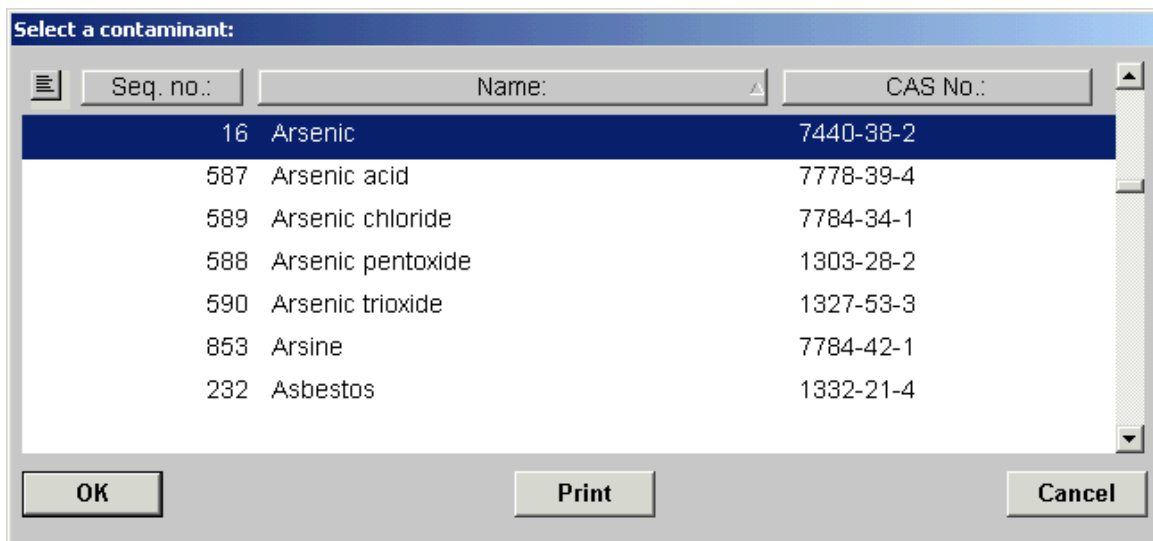 Select a contaminant:
Seq. no.: Name: CAS No.:
16 Arsenic 7440-38-2
587 Arsenic acid 7778-39-4
589 Arsenic chloride 7784-34-1
588 Arsenic pentoxide 1303-28-2
590 Arsenic trioxide 1327-53-3
853 Arsine 7784-42-1
232 Asbestos 1332-21-4
OK Print Cancel